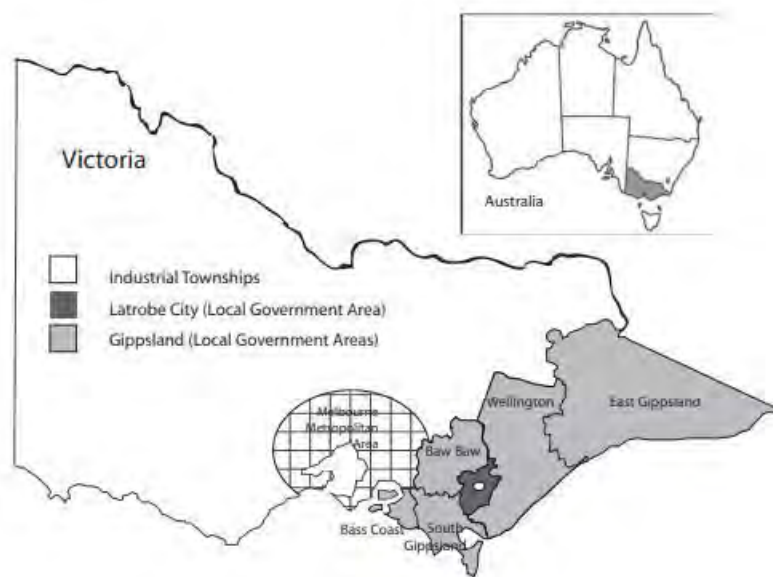 Victoria
Australia
Industrial Townships
Latrobe City (Local Government Area)
Gippsland (Local Government Areas)
Melbourne
Metropolitan
Area
Wellington
East Gippsland
Baw Baw
Bass Coast
South
Gippsland